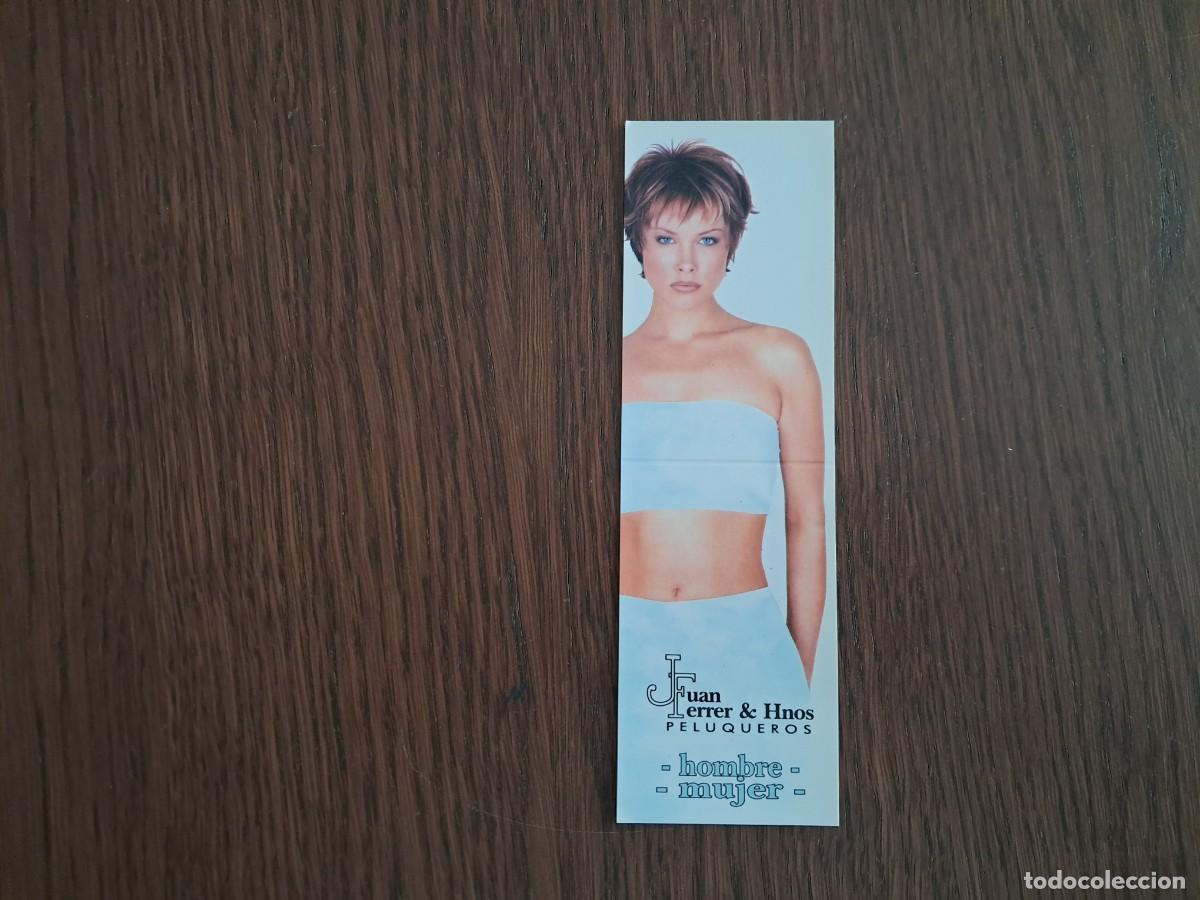 Juan
Ferrer & Hnos
PELUQUEROS
- hombre -
- mujer -
todocoleccion